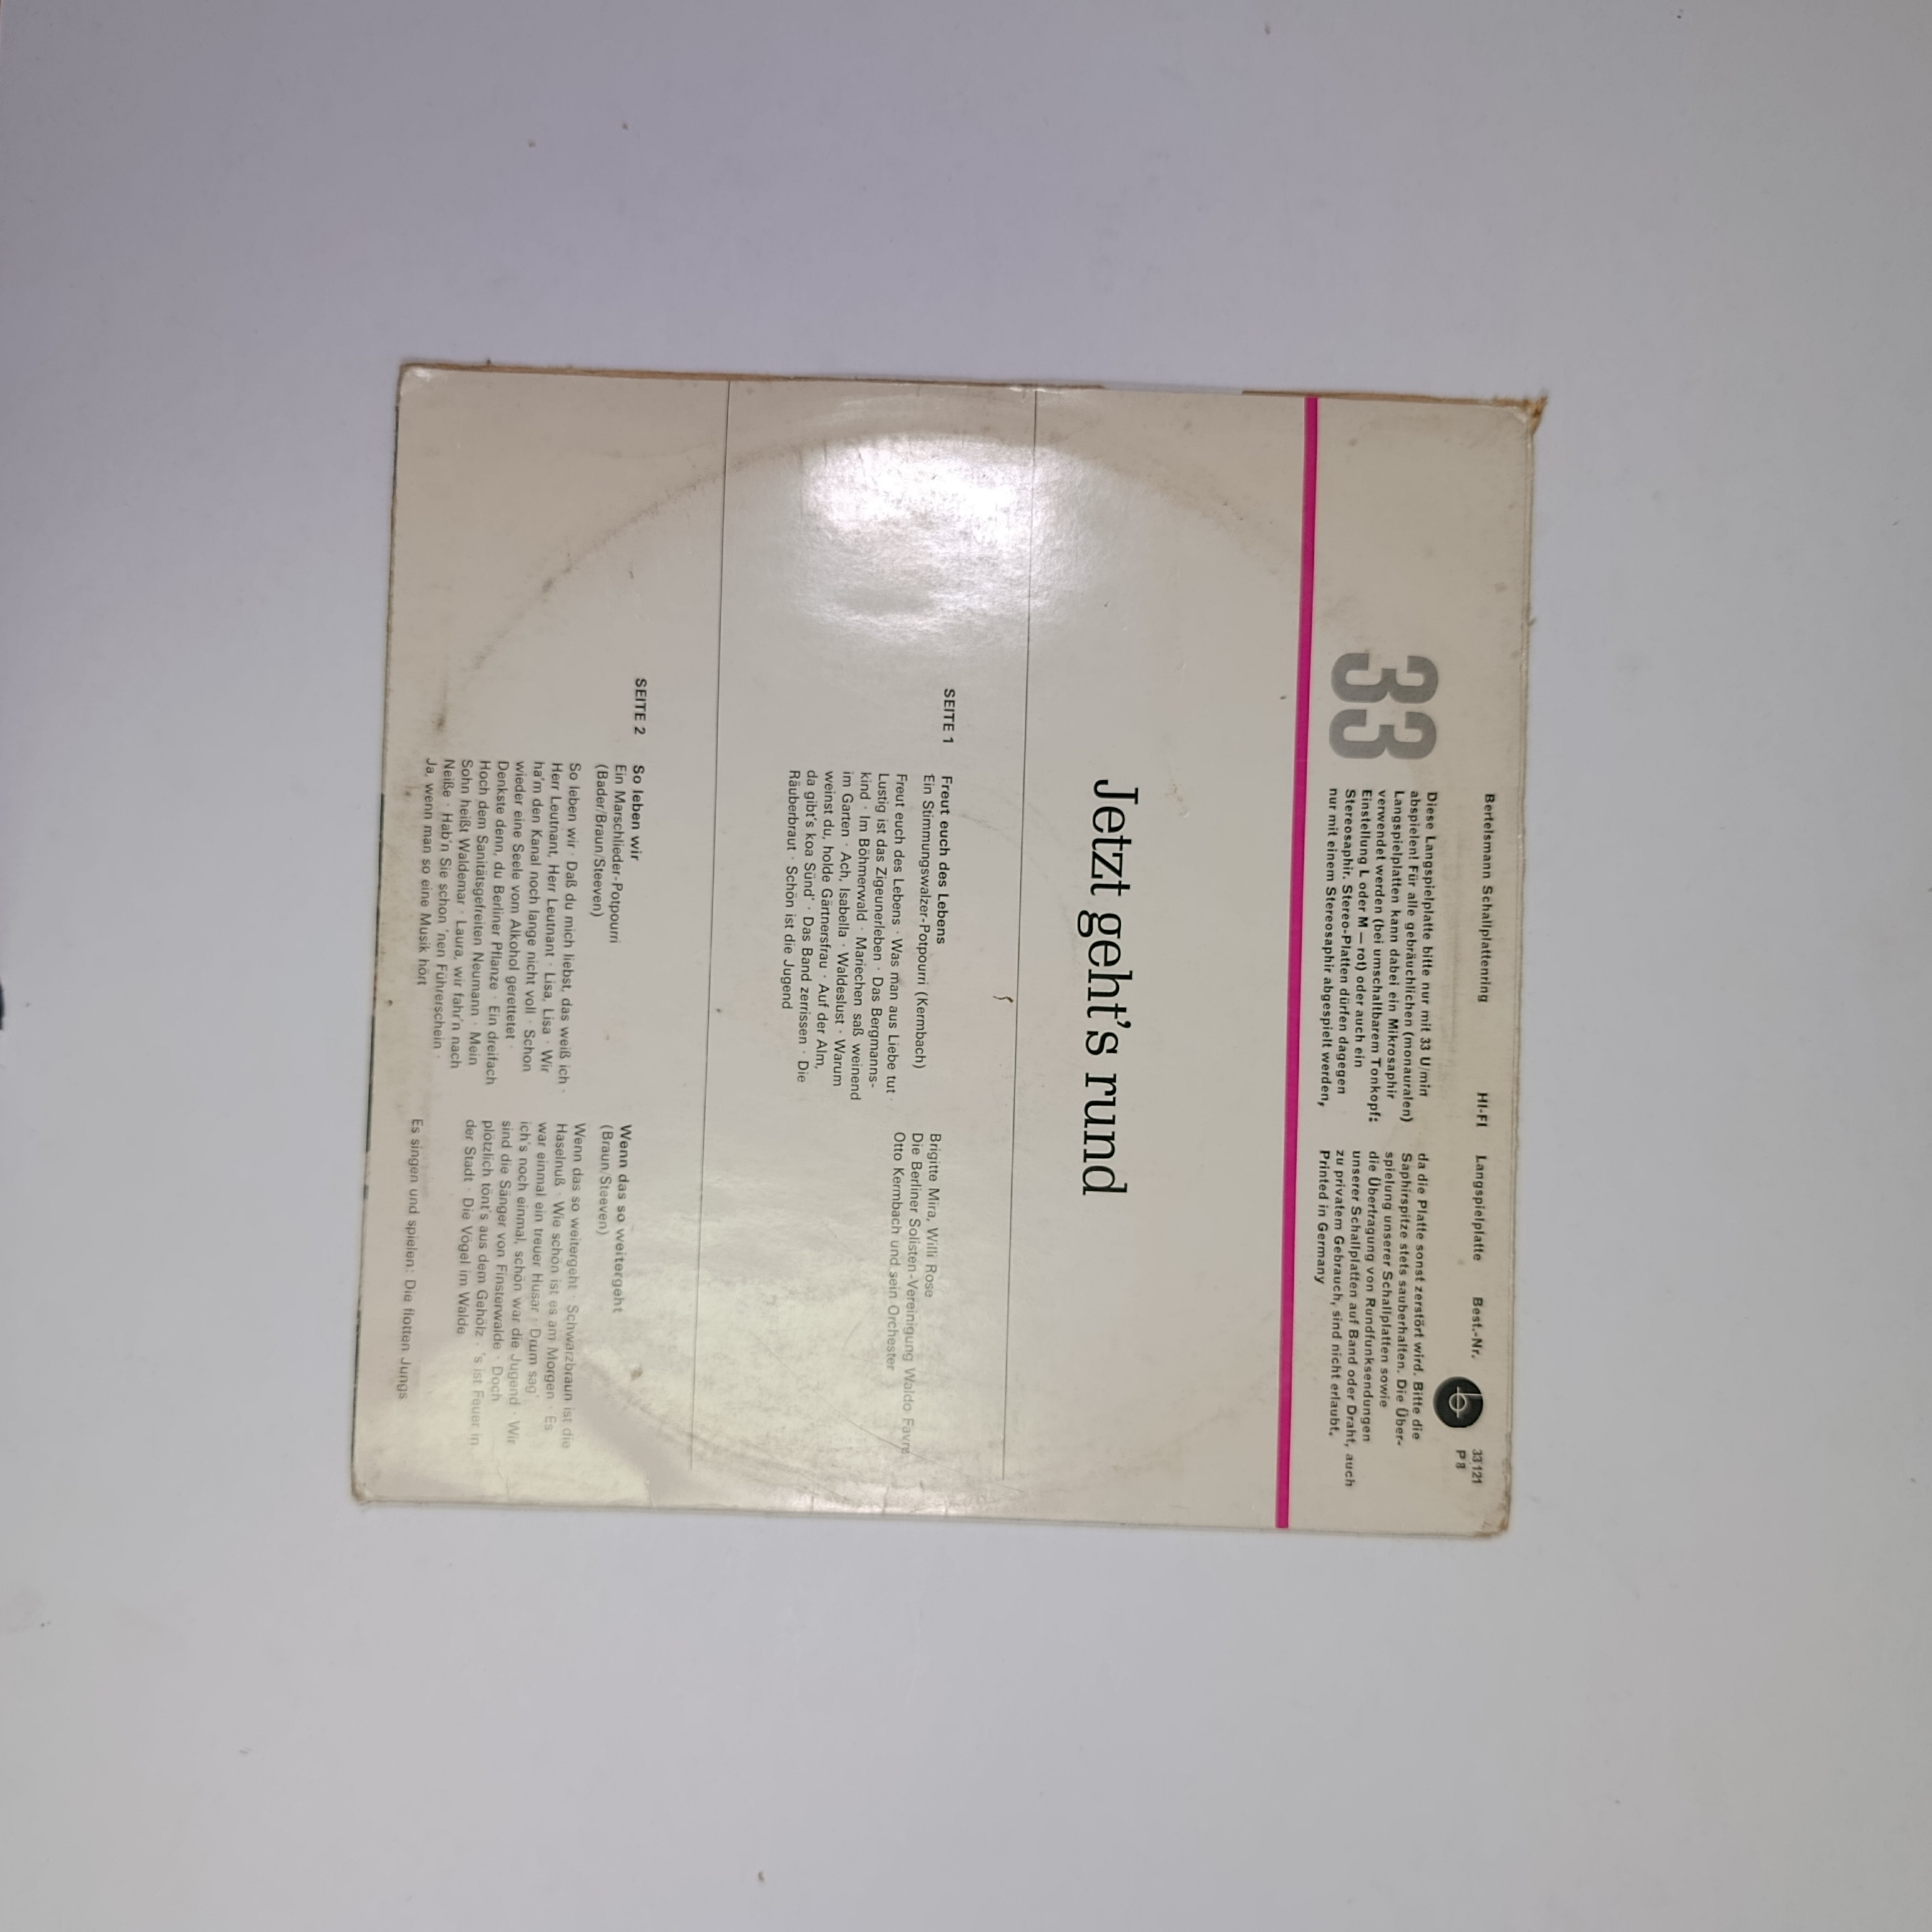 Bertelsmann Schallplattenring HI-FI Langspielplatte Best.-Nr. 33 121
P 8
33
Diese Langspielplatte bitte nur mit 33 U/min
abspielen! Für alle gebräuchlichen (monauralen)
Langspielplatten kann dabei ein Mikrosaphir
verwendet werden (bei umschaltbarem Tonkopf:
Einstellung L oder M — rot) oder auch ein
Stereosaphir. Stereo-Platten dürfen dagegen
nur mit einem Stereosaphir abgespielt werden,
da die Platte sonst zerstört wird. Bitte die
Saphirspitze stets sauberhalten. Die Über-
spielung unserer Schallplatten sowie
die Übertragung von Rundfunksendungen
unserer Schallplatten auf Band oder Draht, auch
zu privatem Gebrauch, sind nicht erlaubt.
Printed in Germany
Jetzt geht's rund
SEITE 1
Freut euch des Lebens
Ein Stimmungswalzer-Potpourri (Kermbach)
Freut euch des Lebens · Was man aus Liebe tut ·
Lustig ist das Zigeunerleben · Das Bergmanns-
kind · Im Böhmerwald · Mariechen saß weinend
im Garten · Ach, Isabella · Waldeslust · Warum
weinst du, holde Gärtnersfrau · Auf der Alm,
da gibt's koa Sünd' · Das Band zerrissen · Die
Räuberbraut · Schön ist die Jugend
Brigitte Mira, Willi Rose
Die Berliner Solisten-Vereinigung Waldo Favre
Otto Kermbach und sein Orchester
SEITE 2
So leben wir
Ein Marschlieder-Potpourri
(Bader/Braun/Steeven)
So leben wir · Daß du mich liebst, das weiß ich ·
Herr Leutnant, Herr Leutnant · Lisa, Lisa · Wir
ha'm den Kanal noch lange nicht voll · Schon
wieder eine Seele vom Alkohol gerettetet ·
Denkste denn, du Berliner Pflanze · Ein dreifach
Hoch dem Sanitätsgefreiten Neumann · Mein
Sohn heißt Waldemar · Laura, wir fahr'n nach
Neiße · Hab'n Sie schon 'nen Führerschein ·
Ja, wenn man so eine Musik hört
Wenn das so weitergeht
(Braun/Steeven)
Wenn das so weitergeht · Schwarzbraun ist die
Haselnuß · Wie schön ist es am Morgen · Es
war einmal ein treuer Husar · Drum sag'
ich's noch einmal, schön war die Jugend · Wir
sind die Sänger von Finsterwalde · Doch
plötzlich tönt's aus dem Gehölz · 's ist Feuer in
der Stadt · Die Vögel im Walde
Es singen und spielen: Die flotten Jungs